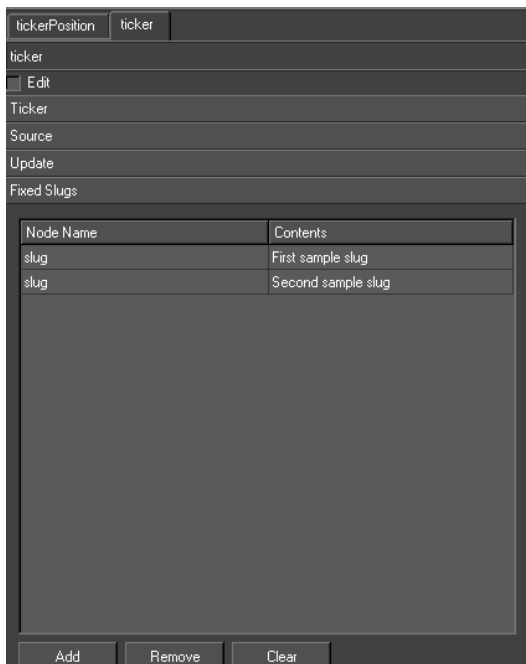 tickerPosition ticker
ticker
Edit
Ticker
Source
Update
Fixed Slugs
Node Name Contents
slug First sample slug
slug Second sample slug
Add Remove Clear